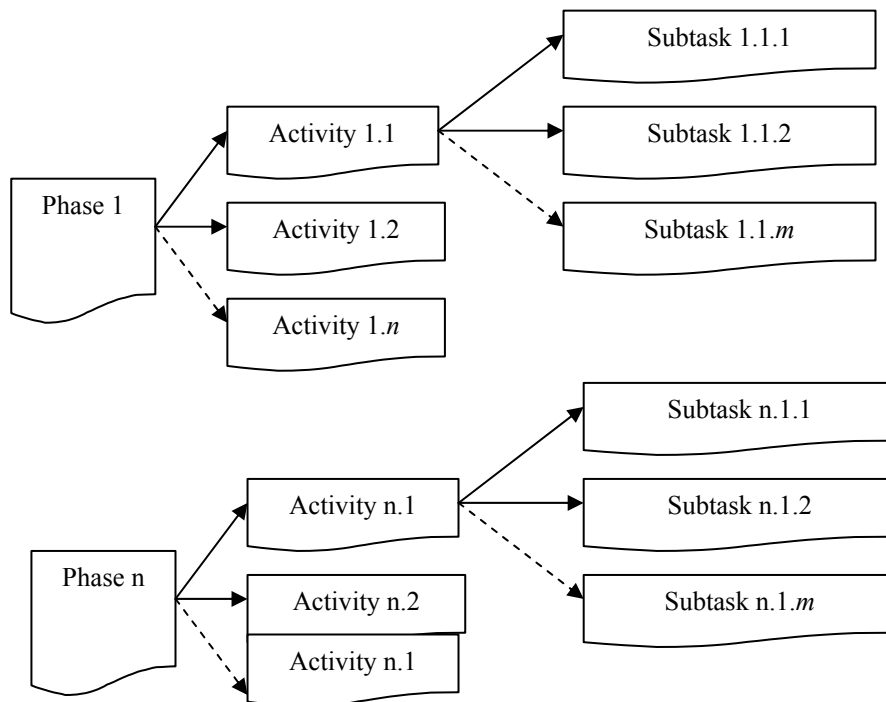 Subtask 1.1.1
Activity 1.1
Subtask 1.1.2
Phase 1
Activity 1.2
Subtask 1.1.m
Activity 1.n
Subtask n.1.1
Activity n.1
Subtask n.1.2
Phase n
Activity n.2
Subtask n.1.m
Activity n.1